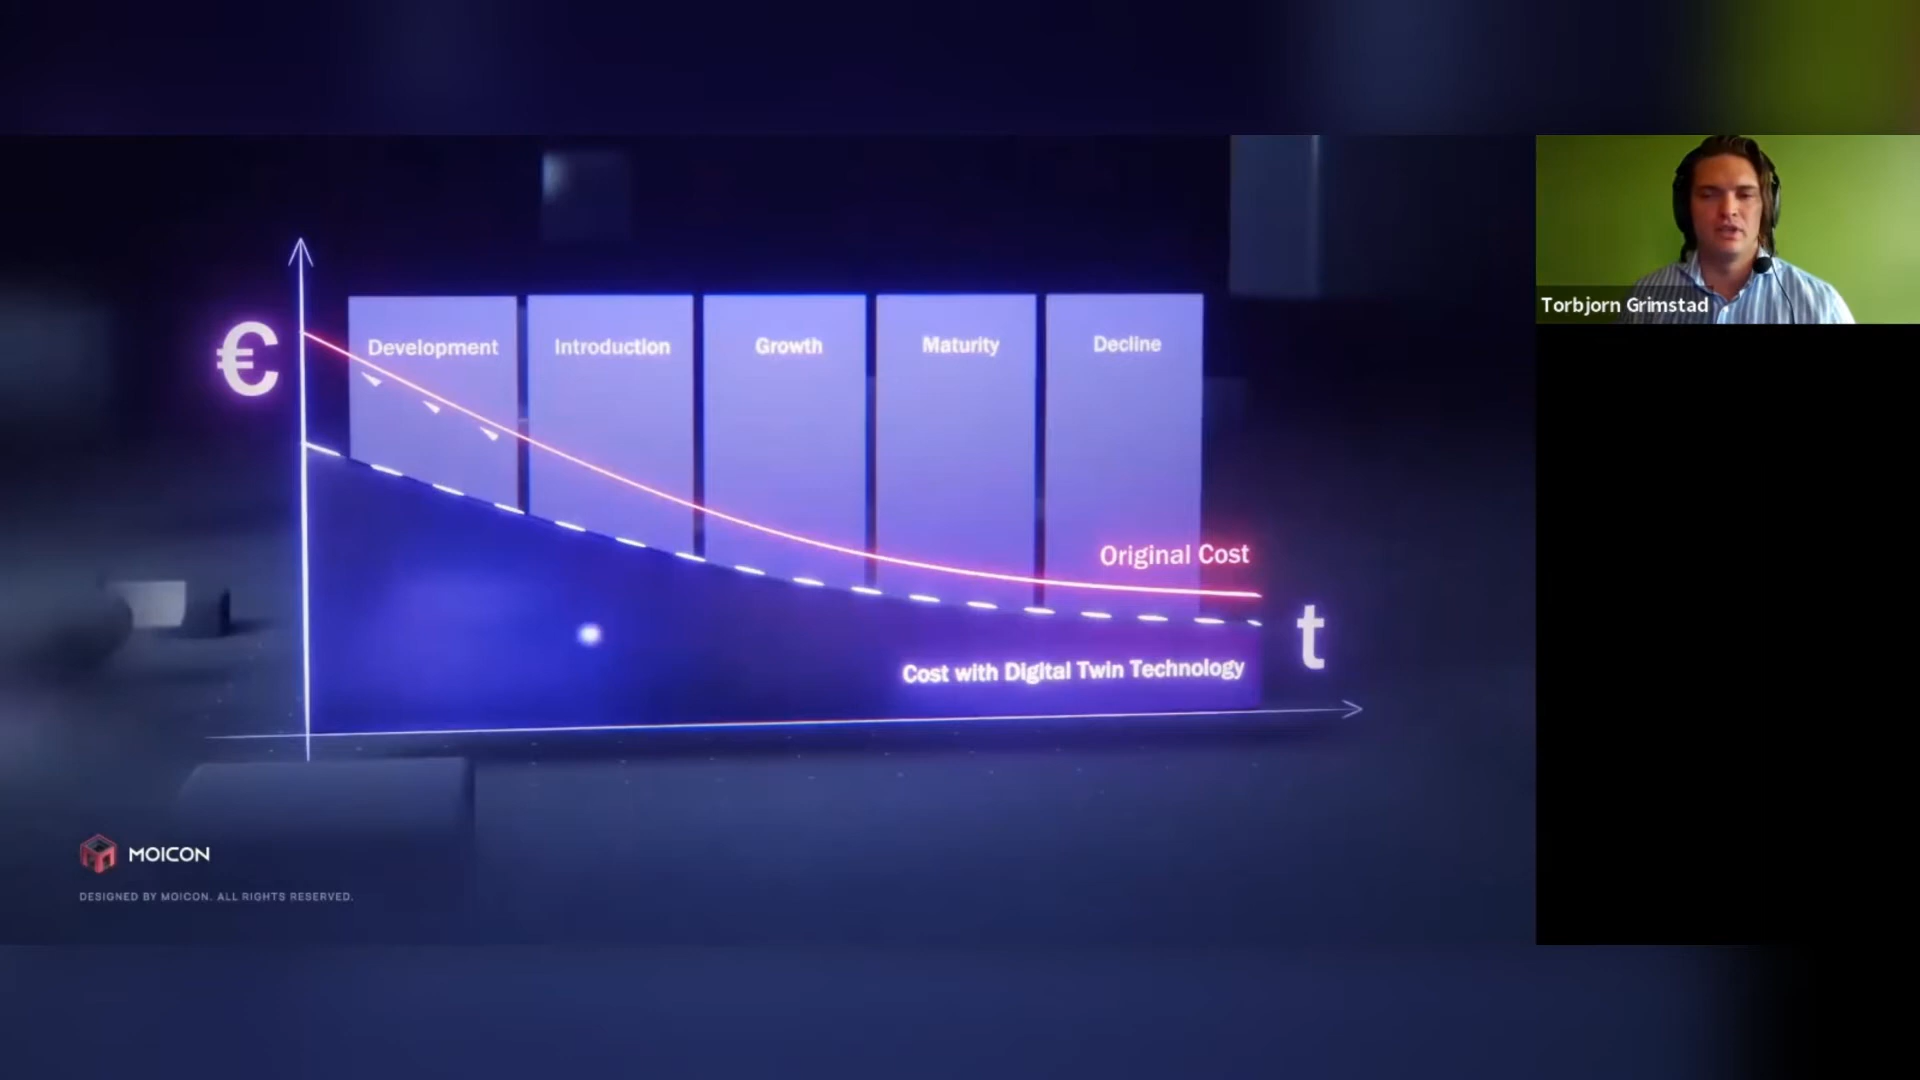 €
Development
Introduction
Growth
Maturity
Decline
Original Cost
t
Cost with Digital Twin Technology
MOICON
DESIGNED BY MOICON. ALL RIGHTS RESERVED.
Torbjorn Grimstad